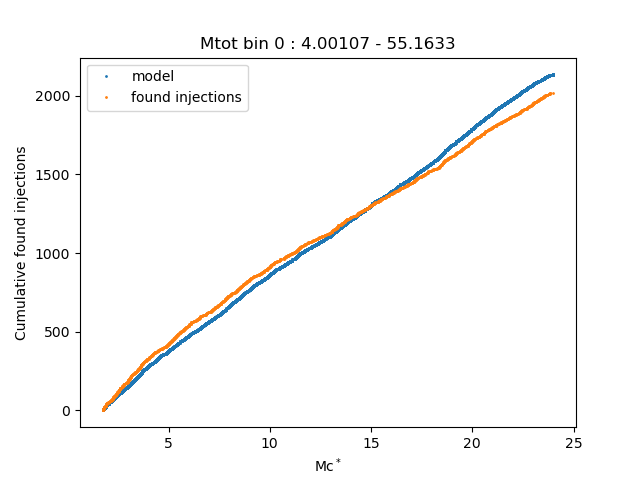 Mtot bin 0 : 4.00107 - 55.1633
model
found injections
Cumulative found injections
2000
1500
1000
500
0
5 10 15 20 25
Mc*